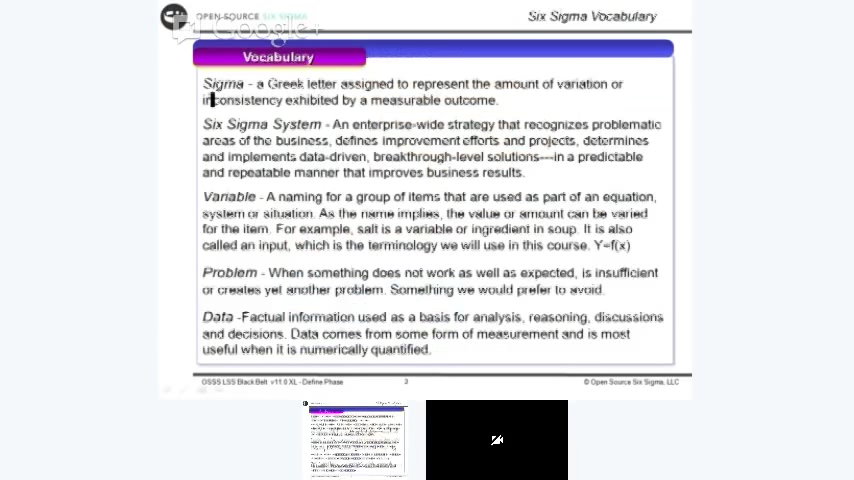 OPEN-SOURCE SIX SIGMA
Six Sigma Vocabulary
Google+
Vocabulary
Sigma - a Greek letter assigned to represent the amount of variation or
inconsistency exhibited by a measurable outcome.
Six Sigma System - An enterprise-wide strategy that recognizes problematic
areas of the business, defines improvement efforts and projects, determines
and implements data-driven, breakthrough-level solutions---in a predictable
and repeatable manner that improves business results.
Variable - A naming for a group of items that are used as part of an equation,
system or situation. As the name implies, the value or amount can be varied
for the item. For example, salt is a variable or ingredient in soup. It is also
called an input, which is the terminology we will use in this course. Y=f(x)
Problem - When something does not work as well as expected, is insufficient
or creates yet another problem. Something we would prefer to avoid.
Data -Factual information used as a basis for analysis, reasoning, discussions
and decisions. Data comes from some form of measurement and is most
useful when it is numerically quantified.
OSSS LSS Black Belt v11.0 XL - Define Phase
3
© Open Source Six Sigma, LLC